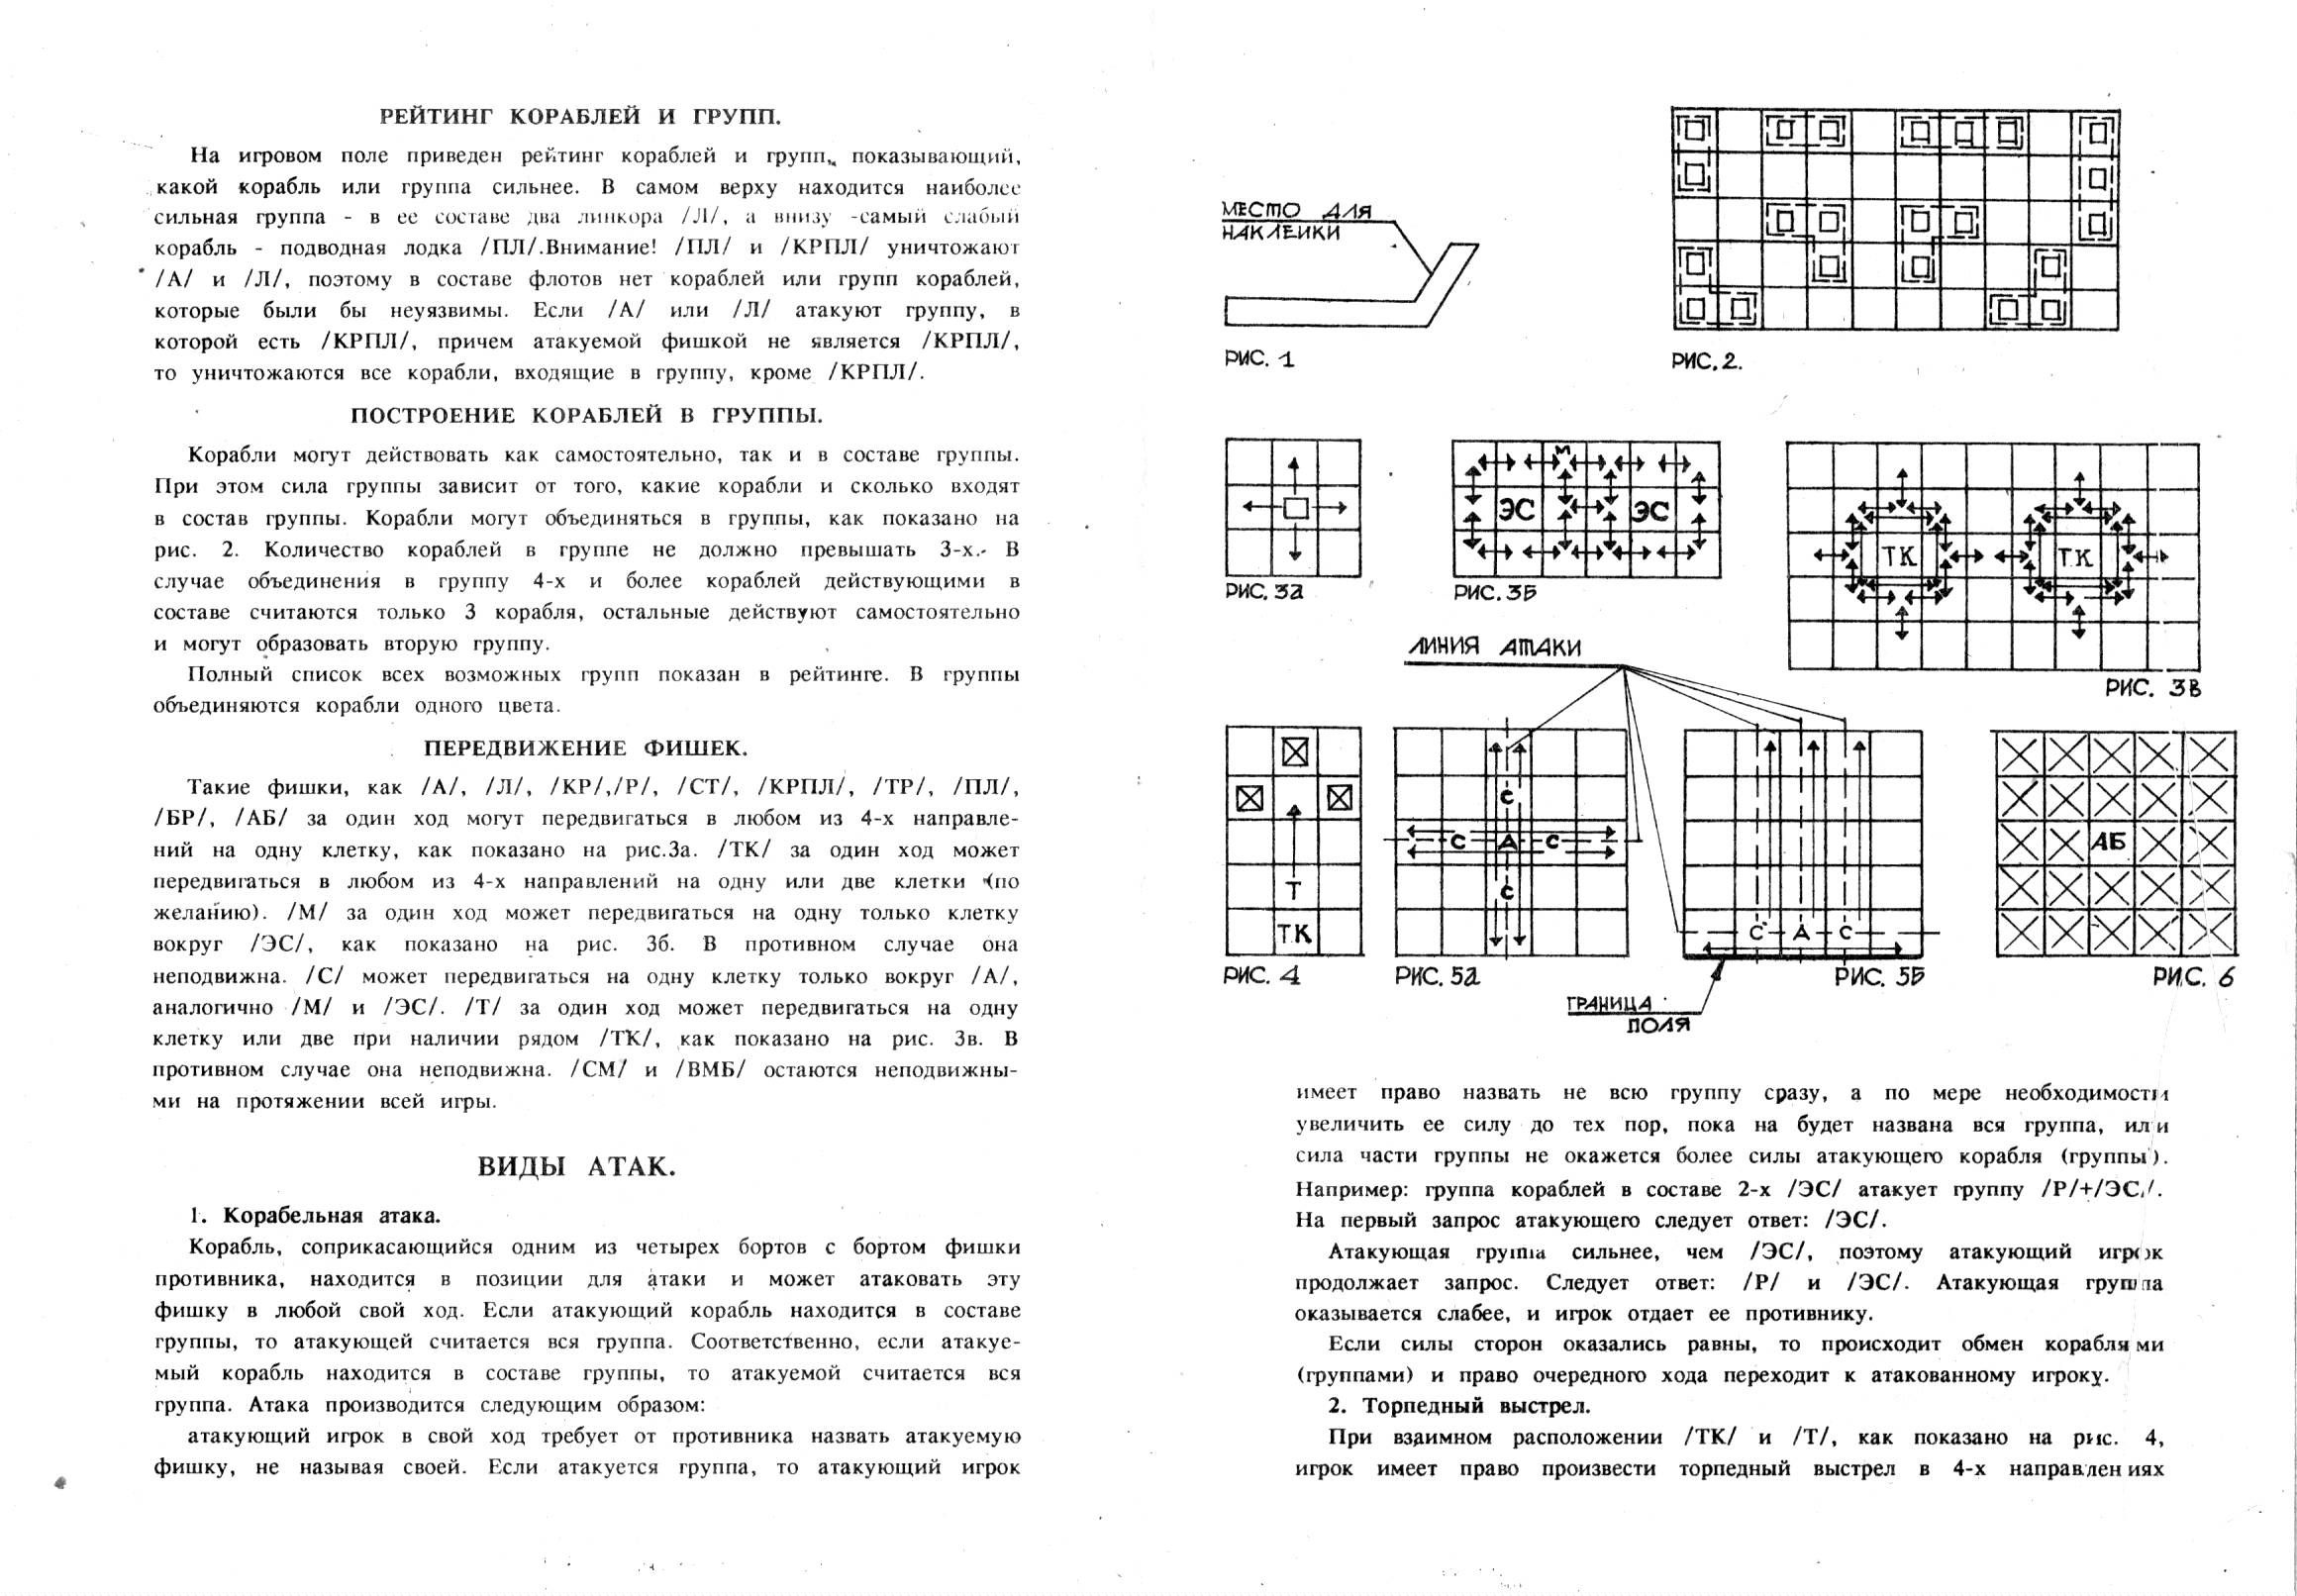 РЕЙТИНГ КОРАБЛЕЙ И ГРУПП.
На игровом поле приведен рейтинг кораблей и групп, показывающий,
какой корабль или группа сильнее. В самом верху находится наиболее
сильная группа - в ее составе два линкора /Л/, а внизу -самый слабый
корабль - подводная лодка /ПЛ/.Внимание! /ПЛ/ и /КРПЛ/ уничтожают
/А/ и /Л/, поэтому в составе флотов нет кораблей или групп кораблей,
которые были бы неуязвимы. Если /А/ или /Л/ атакуют группу, в
которой есть /КРПЛ/, причем атакуемой фишкой не является /КРПЛ/,
то уничтожаются все корабли, входящие в группу, кроме /КРПЛ/.
ПОСТРОЕНИЕ КОРАБЛЕЙ В ГРУППЫ.
Корабли могут действовать как самостоятельно, так и в составе группы.
При этом сила группы зависит от того, какие корабли и сколько входят
в состав группы. Корабли могут объединяться в группы, как показано на
рис. 2. Количество кораблей в группе не должно превышать 3-х. В
случае объединения в группу 4-х и более кораблей действующими в
составе считаются только 3 корабля, остальные действуют самостоятельно
и могут образовать вторую группу.
Полный список всех возможных групп показан в рейтинге. В группы
объединяются корабли одного цвета.
ПЕРЕДВИЖЕНИЕ ФИШЕК.
Такие фишки, как /А/, /Л/, /КР/,/Р/, /СТ/, /КРПЛ/, /ТР/, /ПЛ/,
/БР/, /АБ/ за один ход могут передвигаться в любом из 4-х направле-
ний на одну клетку, как показано на рис.3а. /ТК/ за один ход может
передвигаться в любом из 4-х направлений на одну или две клетки (по
желанию). /М/ за один ход может передвигаться на одну только клетку
вокруг /ЭС/, как показано на рис. 3б. В противном случае она
неподвижна. /С/ может передвигаться на одну клетку только вокруг /А/,
аналогично /М/ и /ЭС/. /Т/ за один ход может передвигаться на одну
клетку или две при наличии рядом /ТК/, как показано на рис. 3в. В
противном случае она неподвижна. /СМ/ и /ВМБ/ остаются неподвижны-
ми на протяжении всей игры.
ВИДЫ АТАК.
1. Корабельная атака.
Корабль, соприкасающийся одним из четырех бортов с бортом фишки
противника, находится в позиции для атаки и может атаковать эту
фишку в любой свой ход. Если атакующий корабль находится в составе
группы, то атакующей считается вся группа. Соответственно, если атакуе-
мый корабль находится в составе группы, то атакуемой считается вся
группа. Атака производится следующим образом:
атакующий игрок в свой ход требует от противника назвать атакуемую
фишку, не называя своей. Если атакуется группа, то атакующий игрок
МЕСТО ДЛЯ
НАКЛЕЙКИ
РИС. 1
РИС. 2.
РИС. 3а
М
ЭС ЭС
РИС. 3Б
ТК ТК
РИС. 3В
ЛИНИЯ АТАКИ
Т
ТК
РИС. 4
С
С А С
С
РИС. 5а
С А С
РИС. 5Б
ГРАНИЦА
ПОЛЯ
АБ
РИС. 6
имеет право назвать не всю группу сразу, а по мере необходимости
увеличить ее силу до тех пор, пока на будет названа вся группа, или
сила части группы не окажется более силы атакующего корабля (группы).
Например: группа кораблей в составе 2-х /ЭС/ атакует группу /Р/+/ЭС/.
На первый запрос атакующего следует ответ: /ЭС/.
Атакующая группа сильнее, чем /ЭС/, поэтому атакующий игрок
продолжает запрос. Следует ответ: /Р/ и /ЭС/. Атакующая группа
оказывается слабее, и игрок отдает ее противнику.
Если силы сторон оказались равны, то происходит обмен кораблями
(группами) и право очередного хода переходит к атакованному игроку.
2. Торпедный выстрел.
При взаимном расположении /ТК/ и /Т/, как показано на рис. 4,
игрок имеет право произвести торпедный выстрел в 4-х направлениях